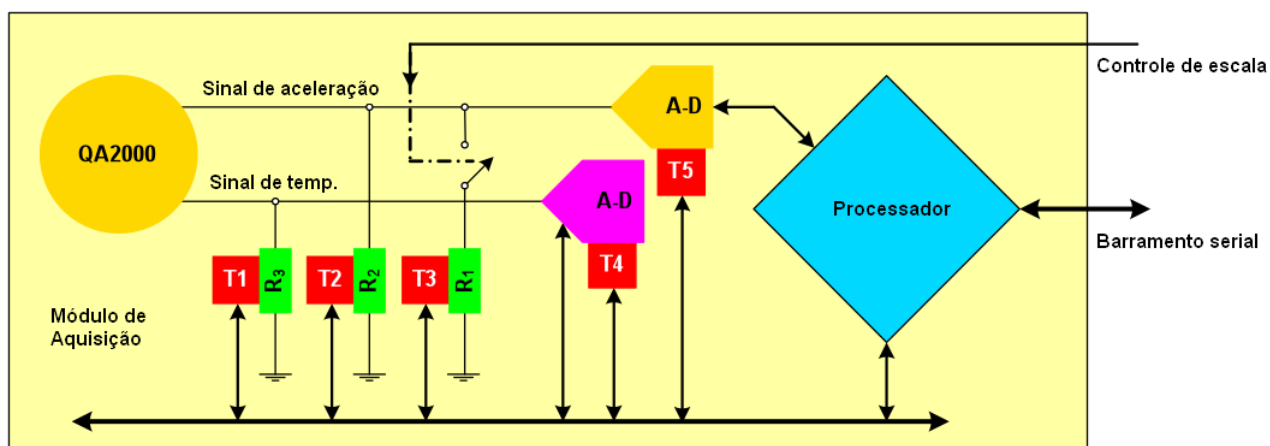 Controle de escala
Sinal de aceleração
A-D
QA2000
T5
Sinal de temp.
A-D
Processador
Barramento serial
T1
R3
T2
R2
T3
R1
T4
Módulo de
Aquisição